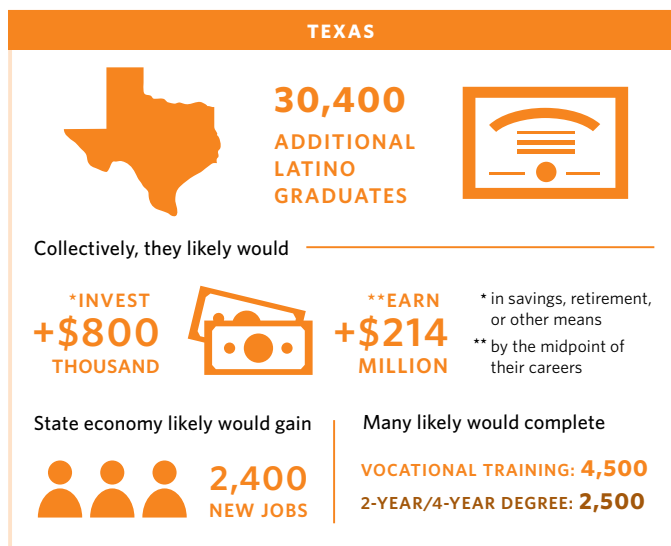 TEXAS
30,400
ADDITIONAL
LATINO
GRADUATES
Collectively, they likely would
*INVEST
+$800
THOUSAND
**EARN
+$214
MILLION
* in savings, retirement,
or other means
** by the midpoint of
their careers
State economy likely would gain
2,400
NEW JOBS
Many likely would complete
VOCATIONAL TRAINING: 4,500
2-YEAR/4-YEAR DEGREE: 2,500